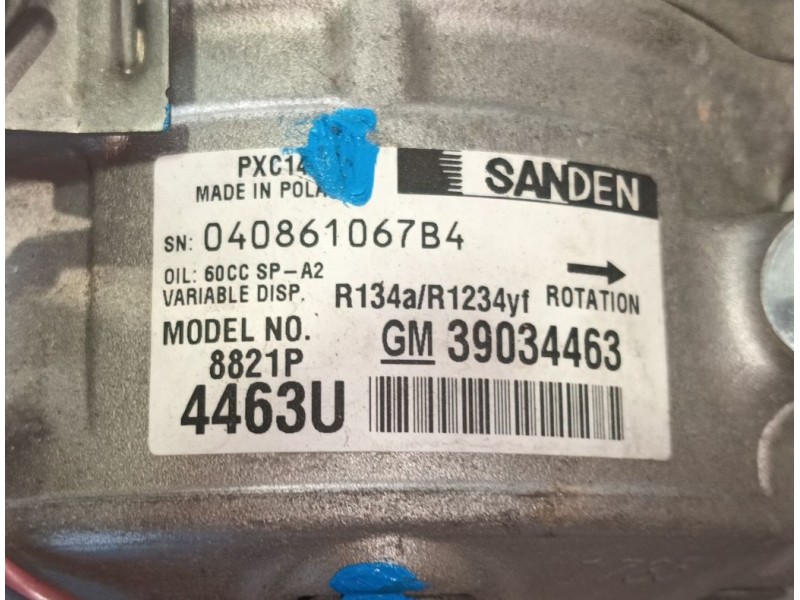 PXC14
SANDEN
MADE IN
SN: 040861067B4
OIL: 60CC SP-A2
VARIABLE DISP.
R134a/R1234yf
ROTATION
MODEL NO.
8821P
GM 39034463
4463U